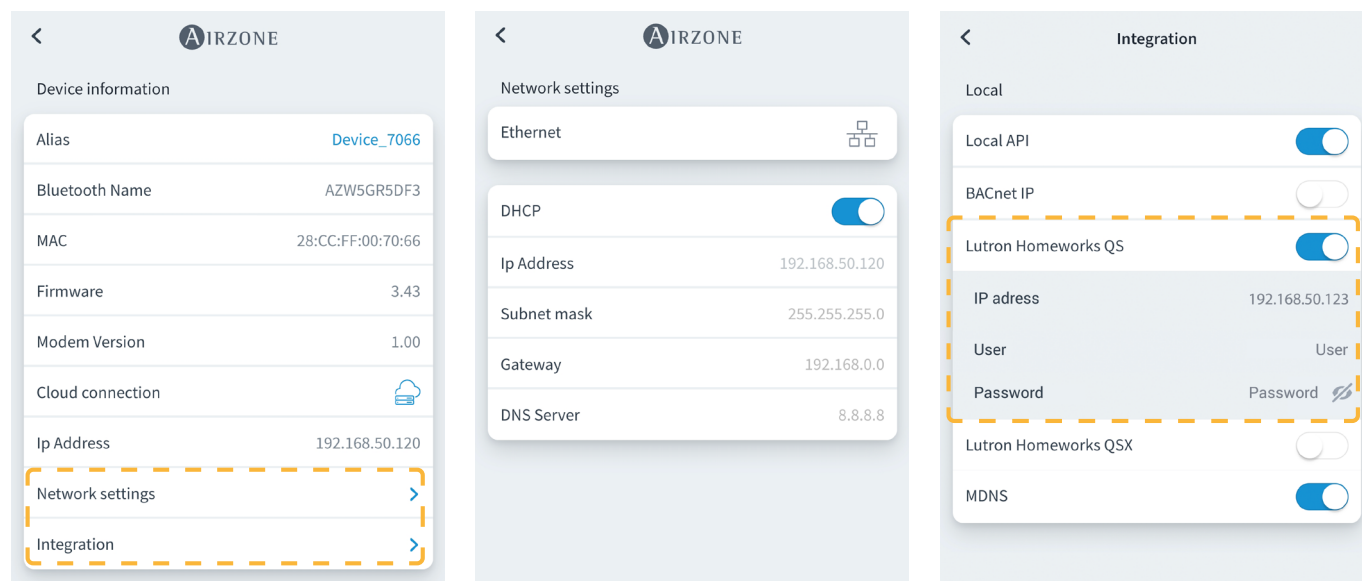 AIRZONE
Device information
Alias Device_7066
Bluetooth Name AZW5GR5DF3
MAC 28:CC:FF:00:70:66
Firmware 3.43
Modem Version 1.00
Cloud connection
Ip Address 192.168.50.120
Network settings
Integration
AIRZONE
Network settings
Ethernet
DHCP
Ip Address 192.168.50.120
Subnet mask 255.255.255.0
Gateway 192.168.0.0
DNS Server 8.8.8.8
Integration
Local
Local API
BACnet IP
Lutron Homeworks QS
IP adress 192.168.50.123
User User
Password Password
Lutron Homeworks QSX
MDNS